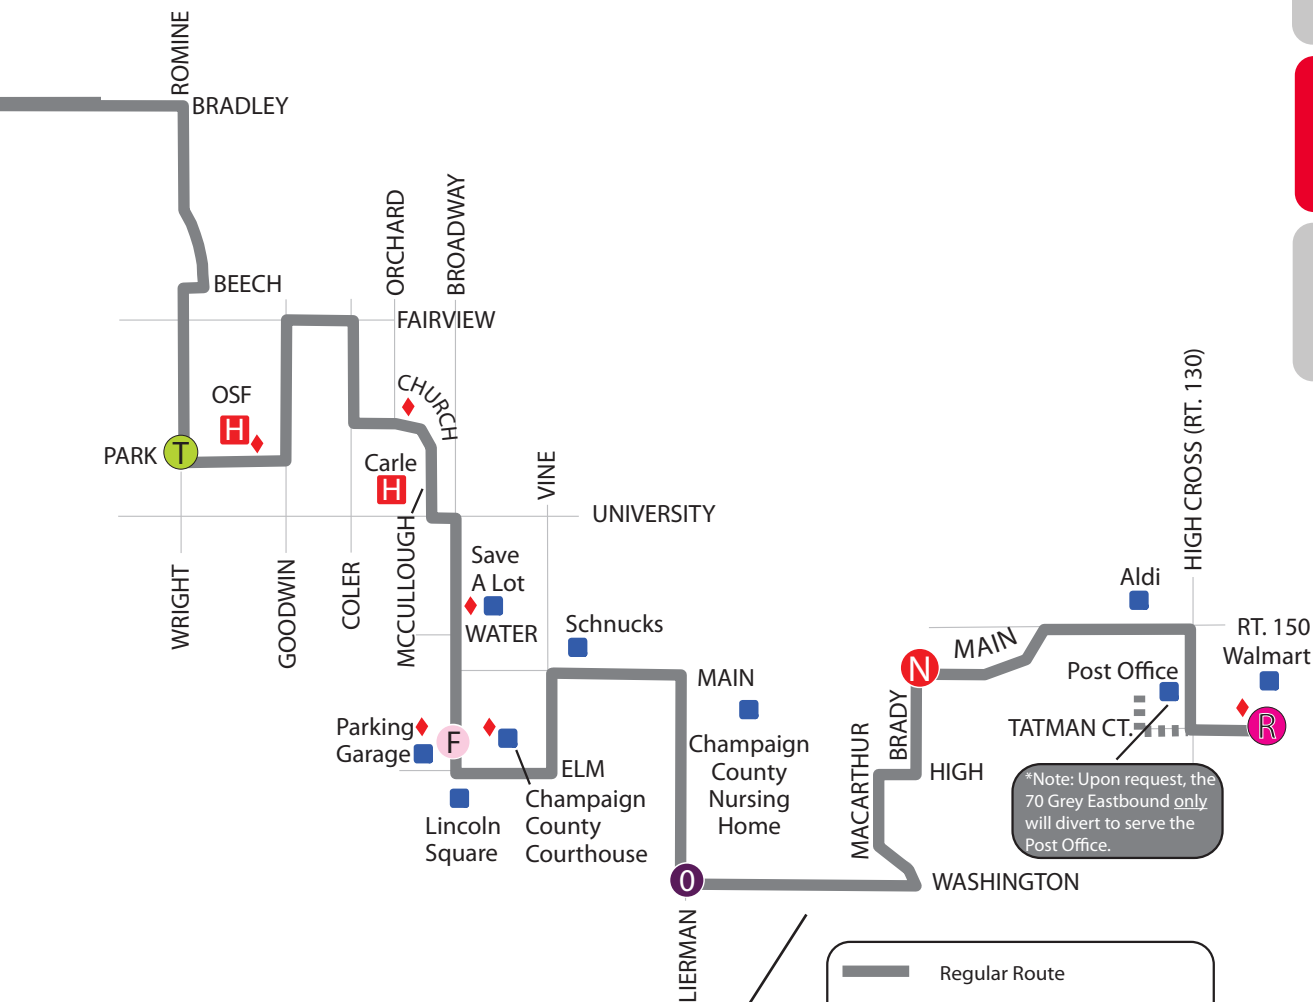 ROMINE
BRADLEY
ORCHARD
BROADWAY
BEECH
FAIRVIEW
CHURCH
OSF
H
PARK
T
Carle
H
VINE
UNIVERSITY
MCCULLOUGH
WRIGHT
GOODWIN
COLER
Save
A Lot
WATER
Schnucks
HIGH CROSS (RT. 130)
Aldi
RT. 150
Walmart
MAIN
N
Post Office
R
TATMAN CT.
MAIN
Parking
Garage
F
ELM
Champaign
County
Nursing
Home
MACARTHUR
BRADY
HIGH
*Note: Upon request, the
70 Grey Eastbound only
will divert to serve the
Post Office.
Lincoln
Square
Champaign
County
Courthouse
O
WASHINGTON
LIERMAN
Regular Route